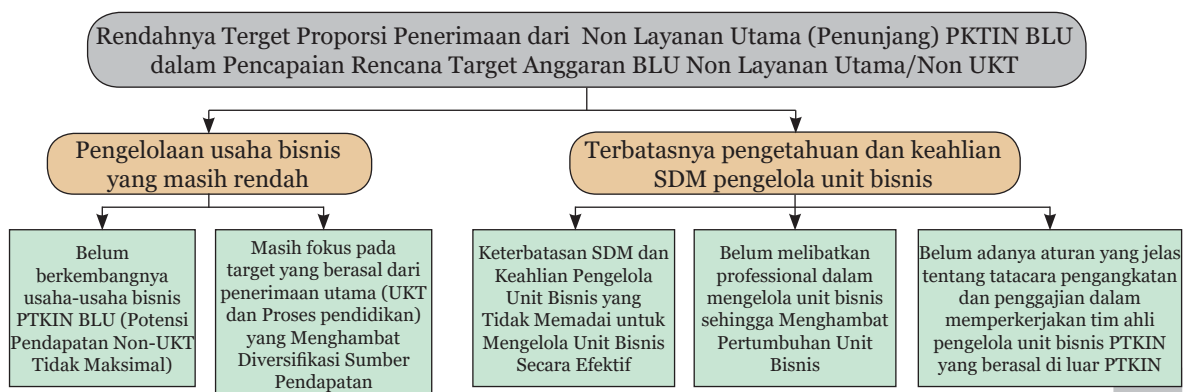 Rendahnya Terget Proporsi Penerimaan dari Non Layanan Utama (Penunjang) PKTIN BLU
dalam Pencapaian Rencana Target Anggaran BLU Non Layanan Utama/Non UKT
Pengelolaan usaha bisnis
yang masih rendah
Terbatasnya pengetahuan dan keahlian
SDM pengelola unit bisnis
Belum
berkembangnya
usaha-usaha bisnis
PTKIN BLU (Potensi
Pendapatan Non-UKT
Tidak Maksimal)
Masih fokus pada
target yang berasal dari
penerimaan utama (UKT
dan Proses pendidikan)
yang Menghambat
Diversifikasi Sumber
Pendapatan
Keterbatasan SDM dan
Keahlian Pengelola
Unit Bisnis yang
Tidak Memadai untuk
Mengelola Unit Bisnis
Secara Efektif
Belum melibatkan
professional dalam
mengelola unit bisnis
sehingga Menghambat
Pertumbuhan Unit
Bisnis
Belum adanya aturan yang jelas
tentang tatacara pengangkatan
dan penggajian dalam
memperkerjakan tim ahli
pengelola unit bisnis PTKIN
yang berasal di luar PTKIN